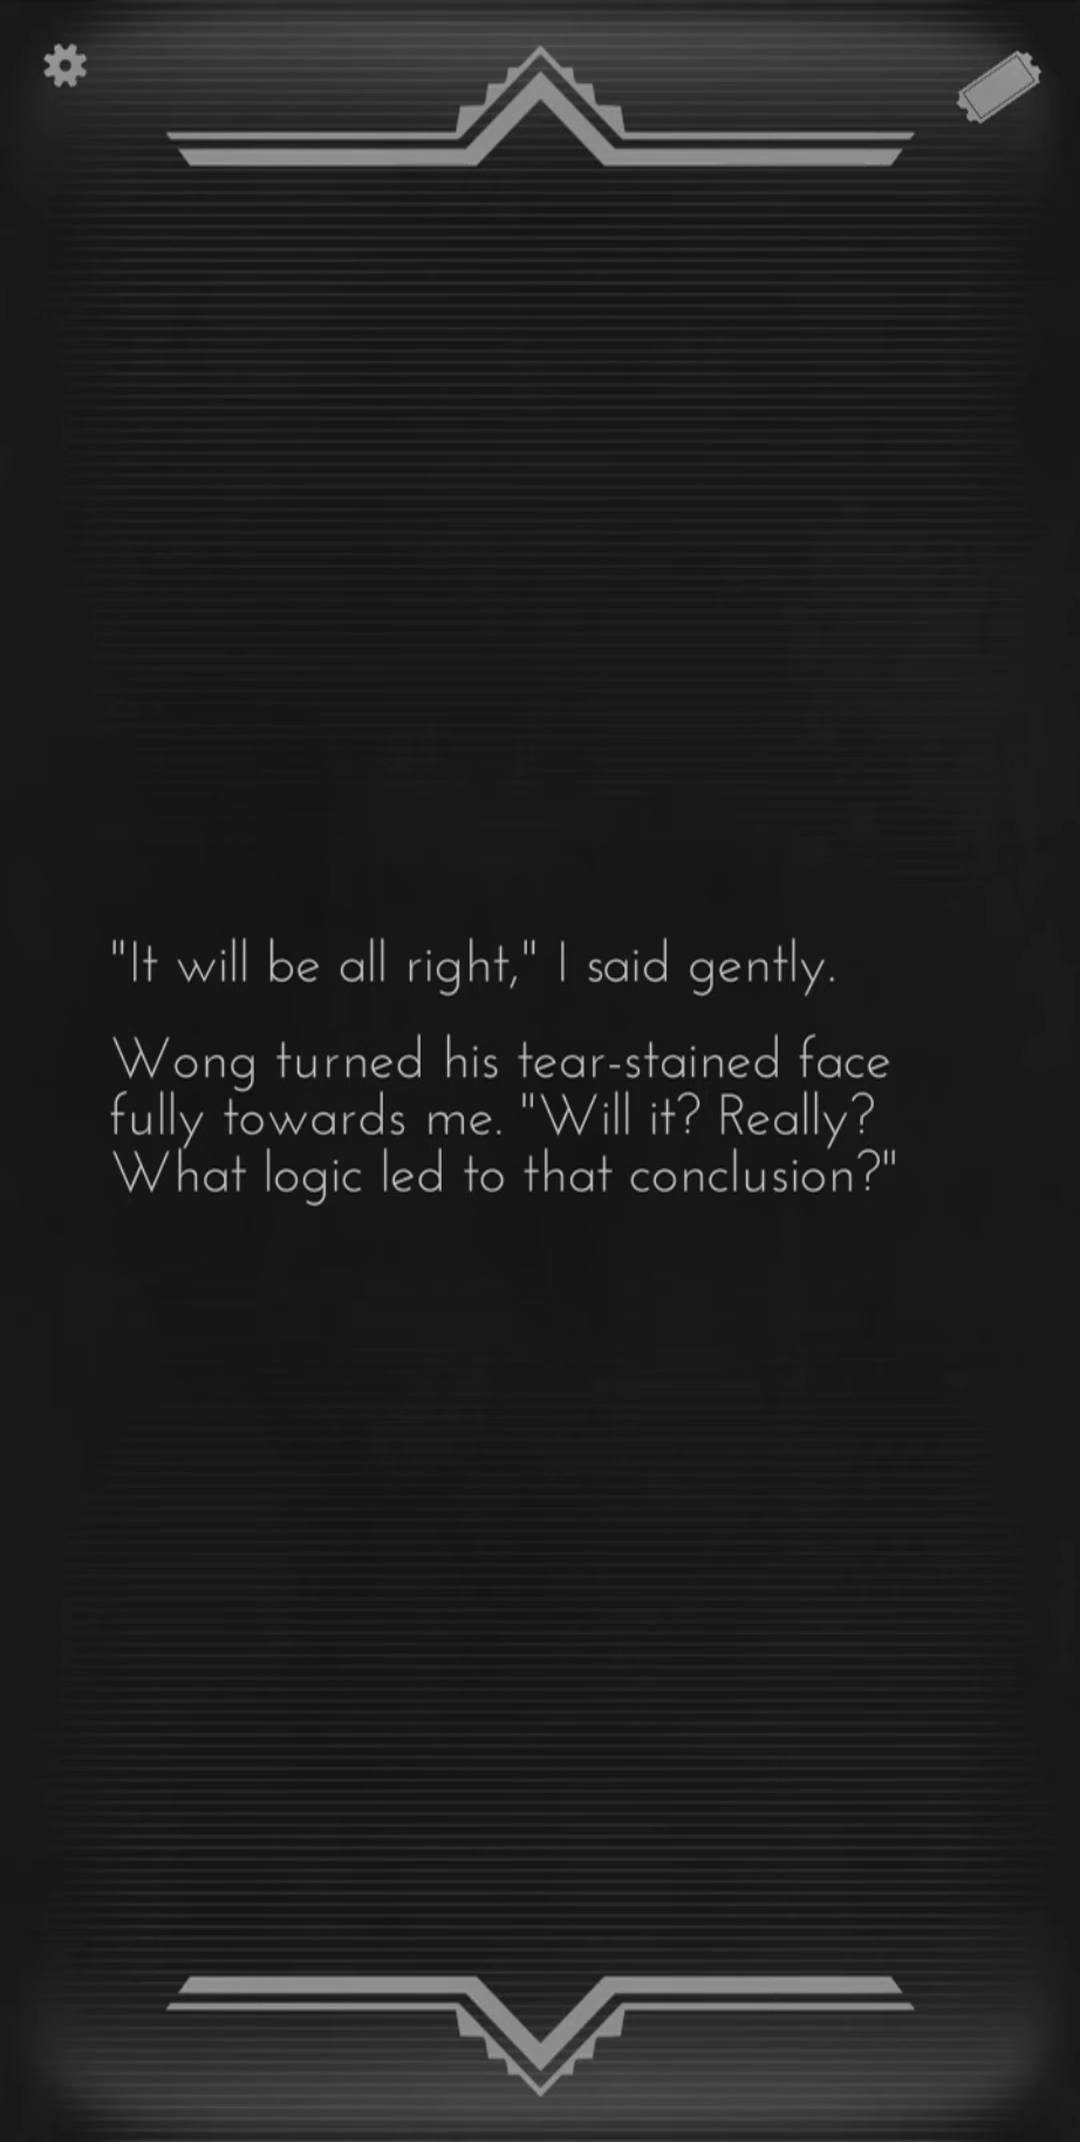 "It will be all right," I said gently.
Wong turned his tear-stained face
fully towards me. "Will it? Really?
What logic led to that conclusion?"